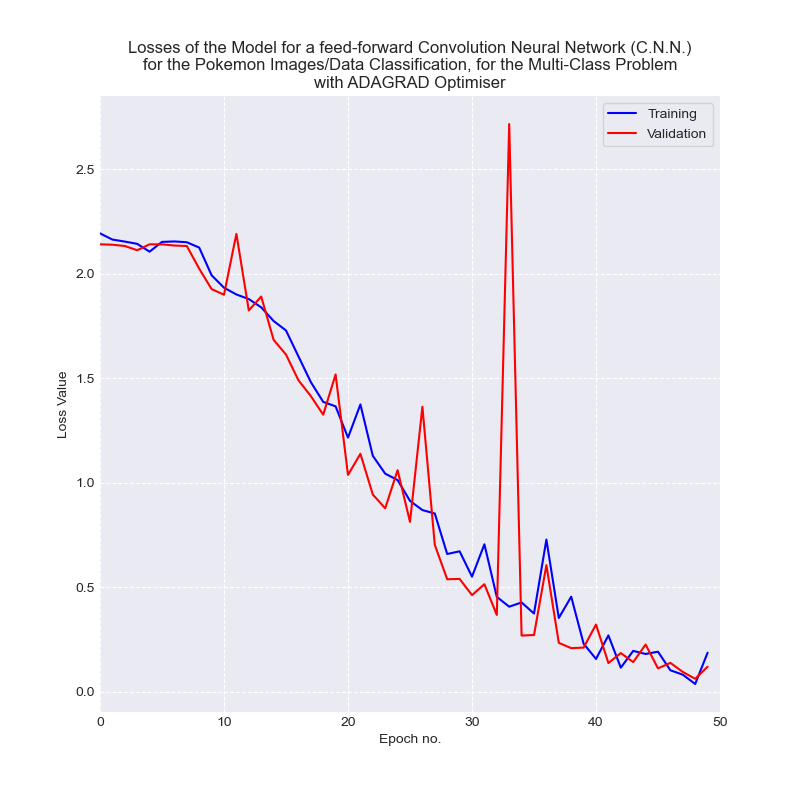 Losses of the Model for a feed-forward Convolution Neural Network (C.N.N.)
for the Pokemon Images/Data Classification, for the Multi-Class Problem
with ADAGRAD Optimiser
Training
Validation
2.5
2.0
1.5
1.0
0.5
0.0
Loss Value
0 10 20 30 40 50
Epoch no.